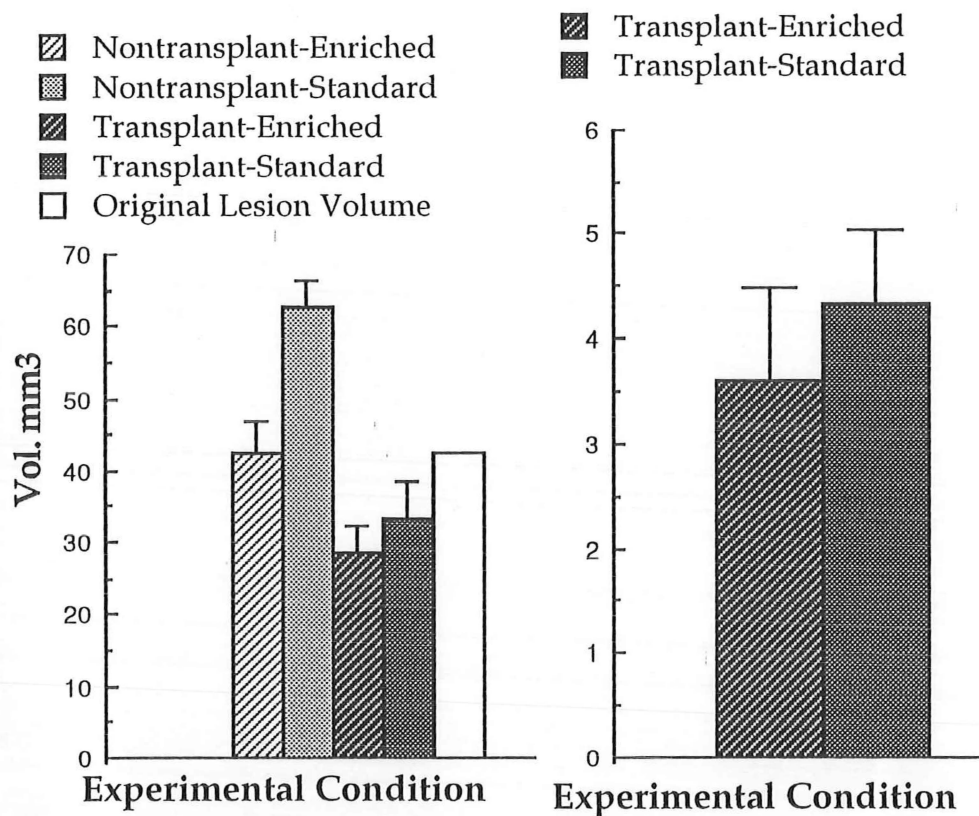 Nontransplant-Enriched
Nontransplant-Standard
Transplant-Enriched
Transplant-Standard
Original Lesion Volume
70
60
50
40
30
20
10
0
Vol. mm3
Experimental Condition
Transplant-Enriched
Transplant-Standard
6
5
4
3
2
1
0
Experimental Condition